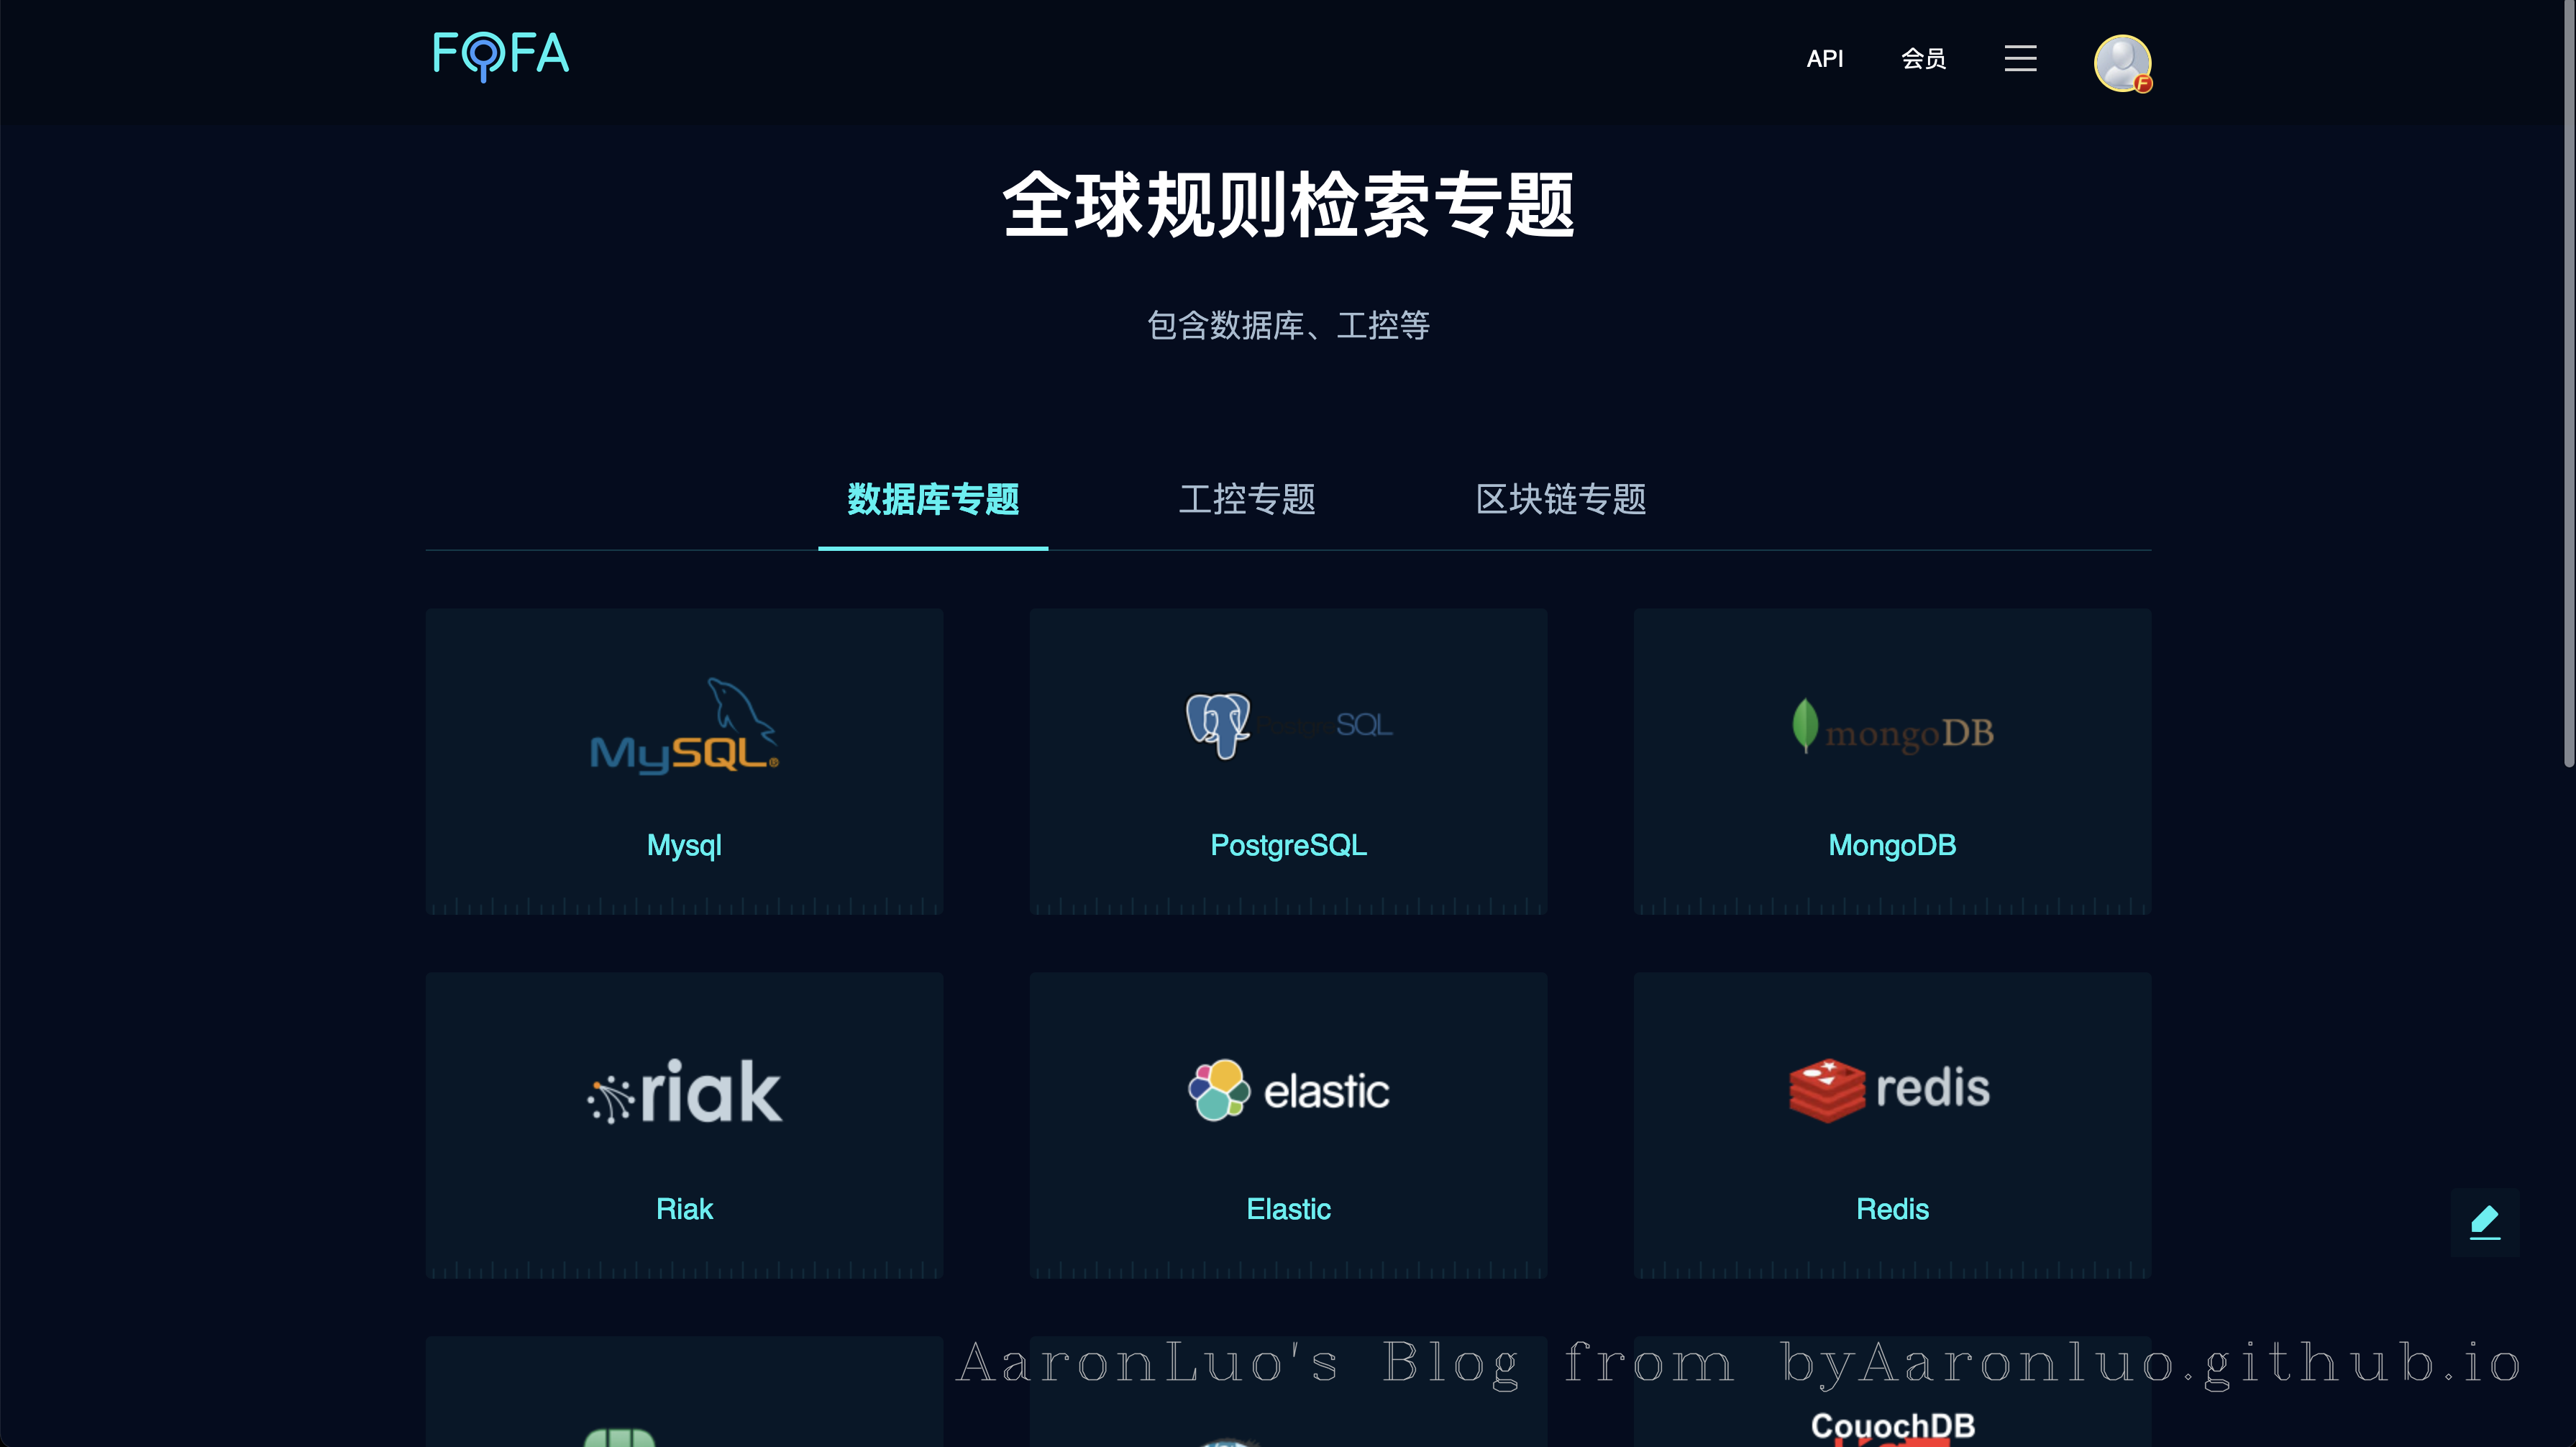 FOFA
API 会员
全球规则检索专题
包含数据库、工控等
数据库专题 工控专题 区块链专题
MySQL®
PostgreSQL
mongoDB
Mysql PostgreSQL MongoDB
riak
elastic
redis
Riak Elastic Redis
AaronLuo's Blog from byAaronluo.github.io
CouochDB